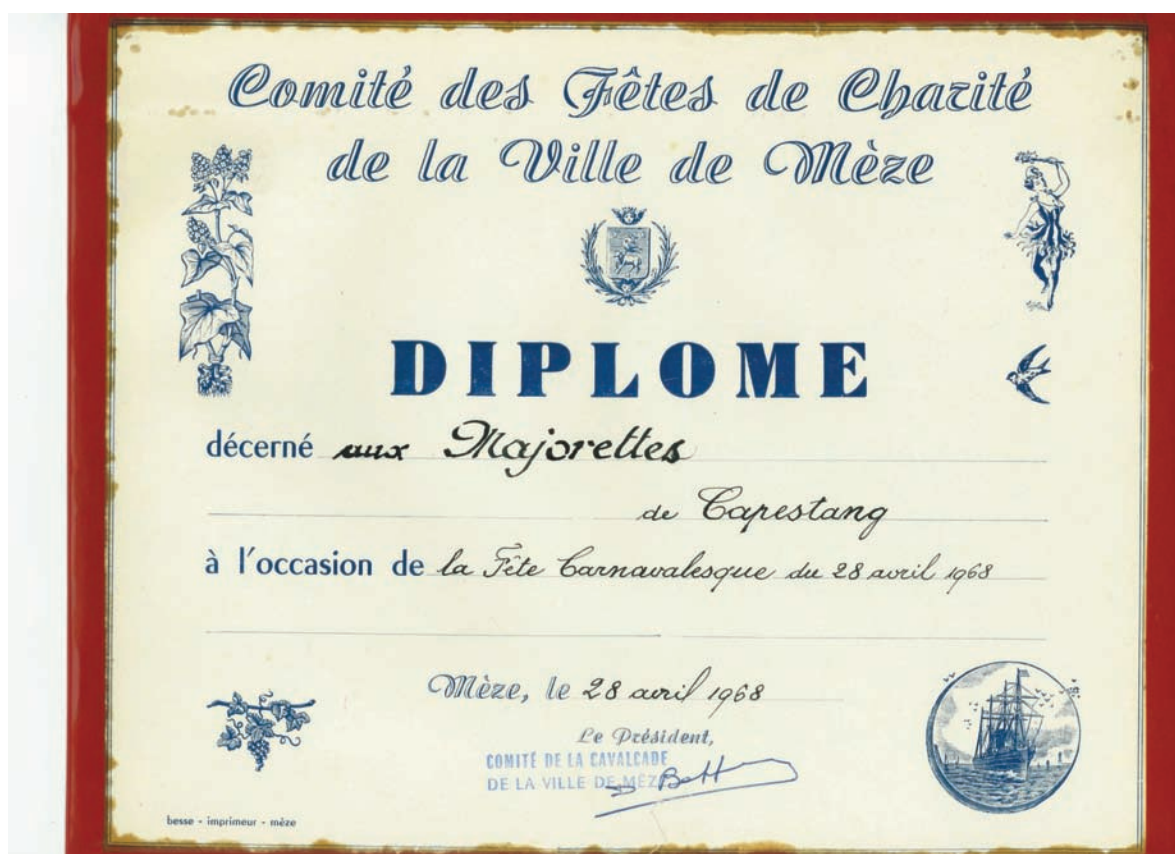 Comité des Fêtes de Charité
de la Ville de Mèze
DIPLOME
décerné aux Majorettes
de Capestang
à l'occasion de la Fête Carnavalesque du 28 avril 1968
Mèze, le 28 avril 1968
Le Président,
COMITÉ DE LA CAVALCADE
DE LA VILLE DE MÈZE
besse - imprimeur - mèze